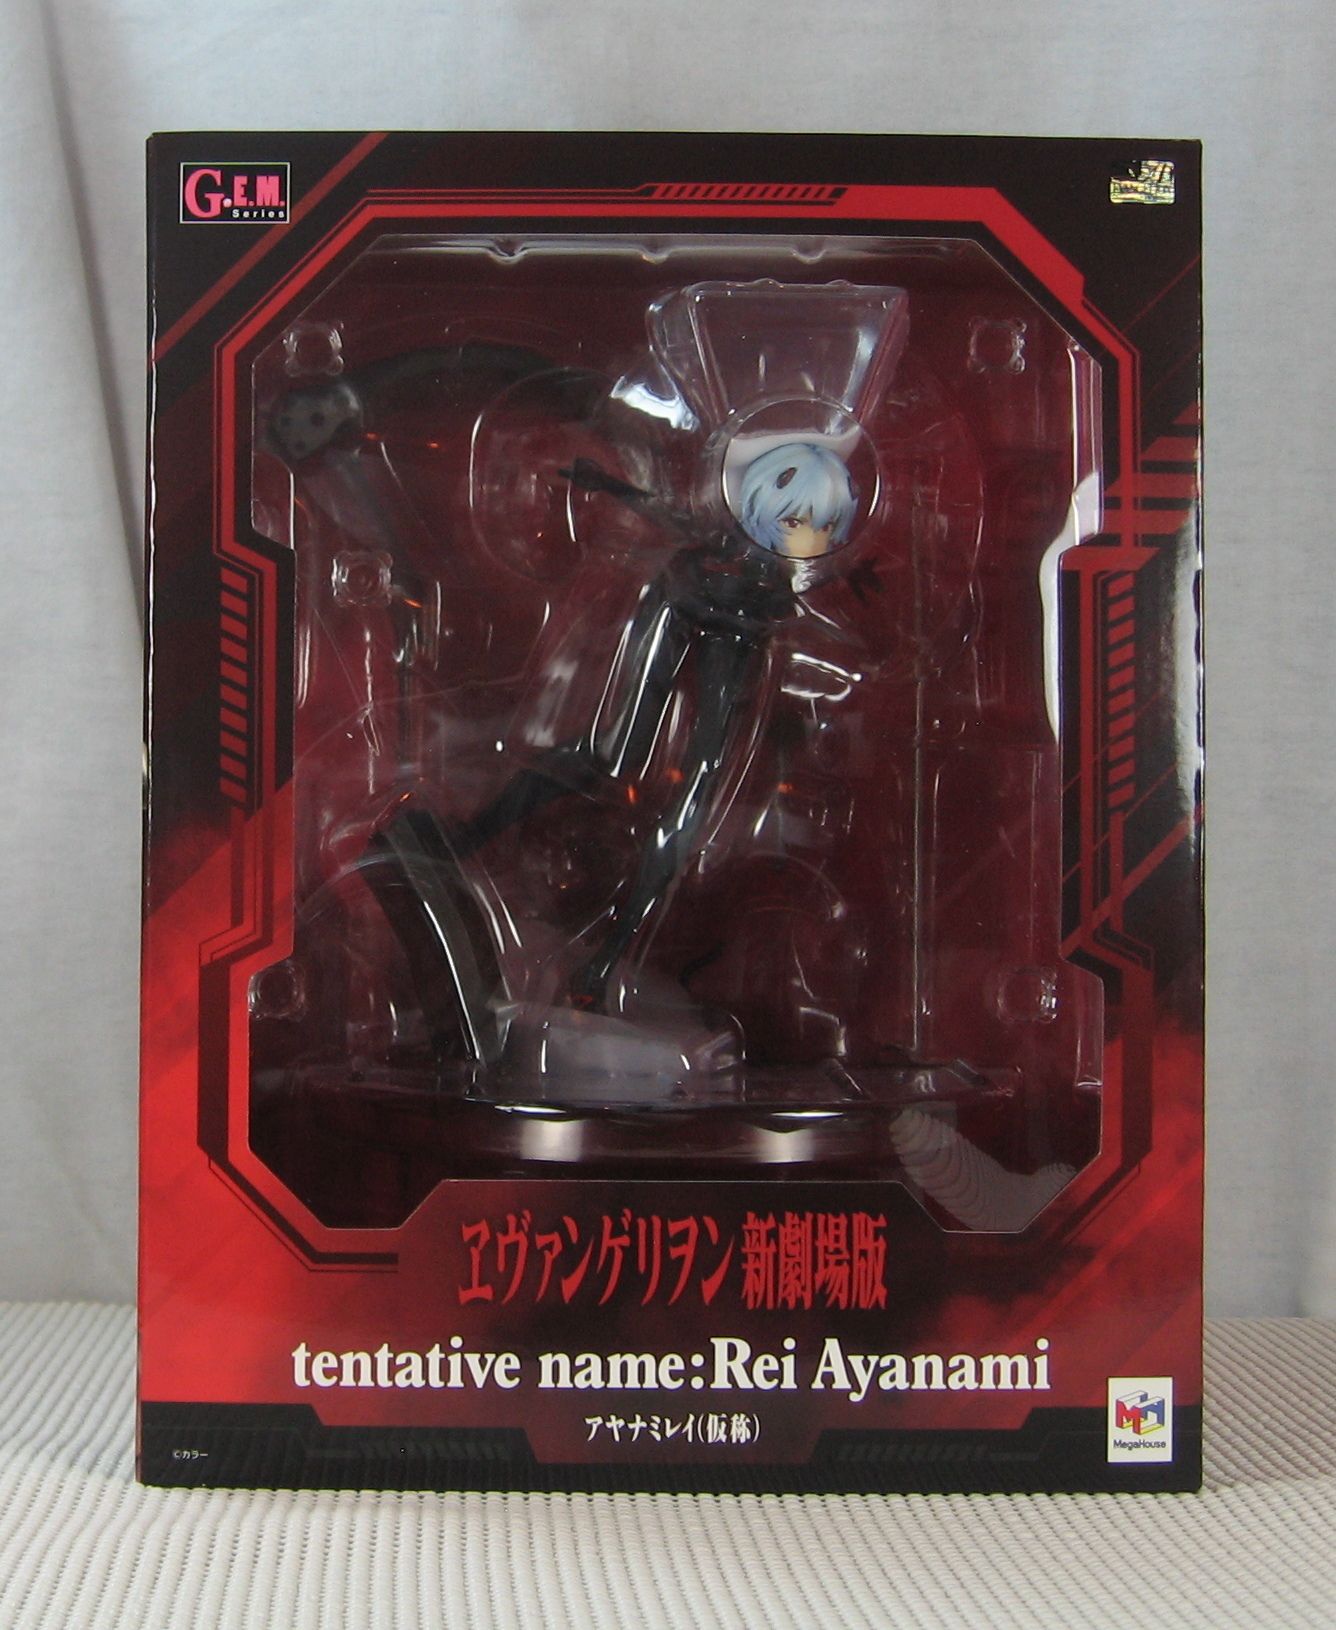 G.E.M.
Series
ヱヴァンゲリヲン新劇場版
tentative name:Rei Ayanami
アヤナミレイ(仮称)
©カラー
MegaHouse